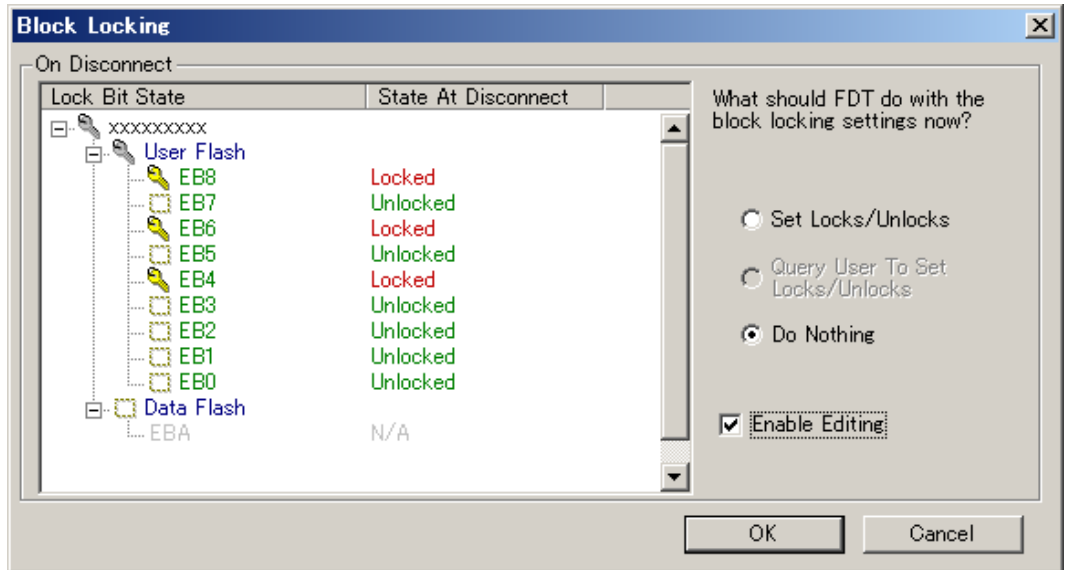 Block Locking
On Disconnect
Lock Bit State State At Disconnect
xxxxxxxxx
User Flash
EB8 Locked
EB7 Unlocked
EB6 Locked
EB5 Unlocked
EB4 Locked
EB3 Unlocked
EB2 Unlocked
EB1 Unlocked
EB0 Unlocked
Data Flash
EBA N/A
What should FDT do with the
block locking settings now?
Set Locks/Unlocks
Query User To Set
Locks/Unlocks
Do Nothing
Enable Editing
OK Cancel